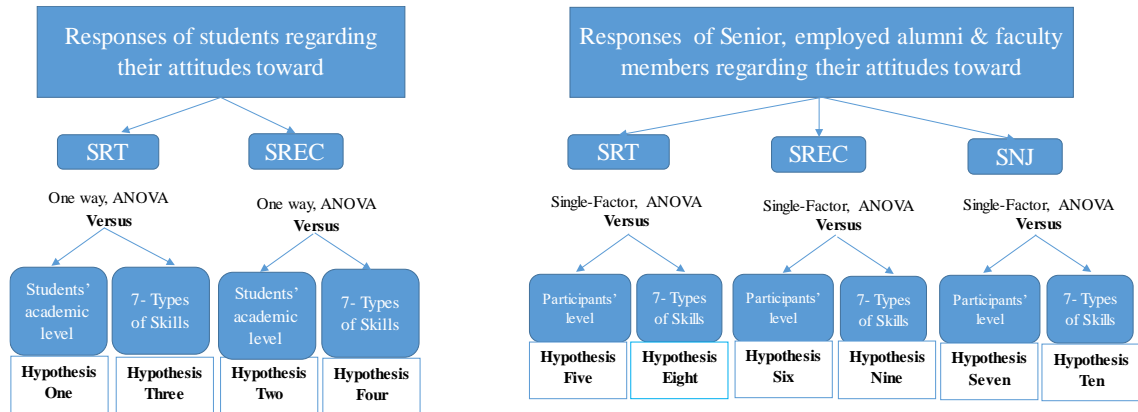 Responses of students regarding
their attitudes toward
SRT
SREC
One way, ANOVA
Versus
One way, ANOVA
Versus
Students'
academic
level
7- Types
of Skills
Students'
academic
level
7- Types
of Skills
Hypothesis
One
Hypothesis
Three
Hypothesis
Two
Hypothesis
Four
Responses of Senior, employed alumni & faculty
members regarding their attitudes toward
SRT
SREC
SNJ
Single-Factor, ANOVA
Versus
Single-Factor, ANOVA
Versus
Single-Factor, ANOVA
Versus
Participants'
level
7- Types
of Skills
Participants'
level
7- Types
of Skills
Participants'
level
7- Types
of Skills
Hypothesis
Five
Hypothesis
Eight
Hypothesis
Six
Hypothesis
Nine
Hypothesis
Seven
Hypothesis
Ten